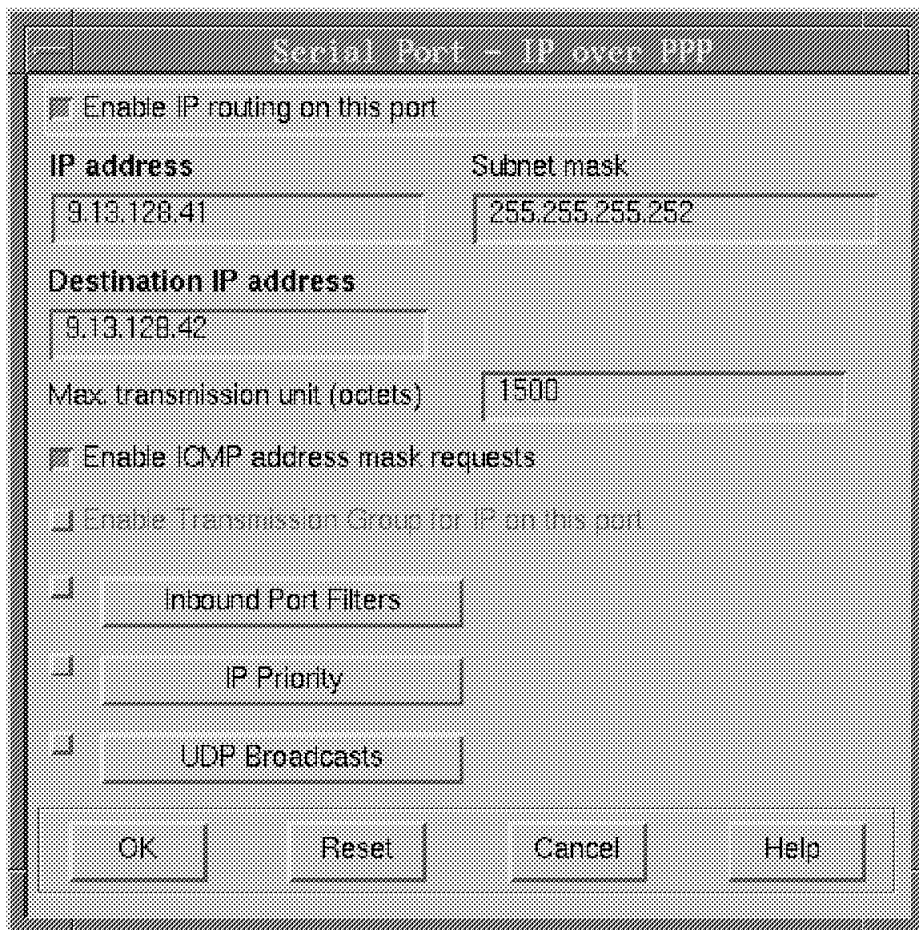 Serial Port - IP over PPP
Enable IP routing on this port
IP address
Subnet mask
9.13.128.41
255.255.255.252
Destination IP address
9.13.128.42
Max. transmission unit (octets)
1500
Enable ICMP address mask requests
Enable Transmission Group for IP on this port
Inbound Port Filters
IP Priority
UDP Broadcasts
OK
Reset
Cancel
Help